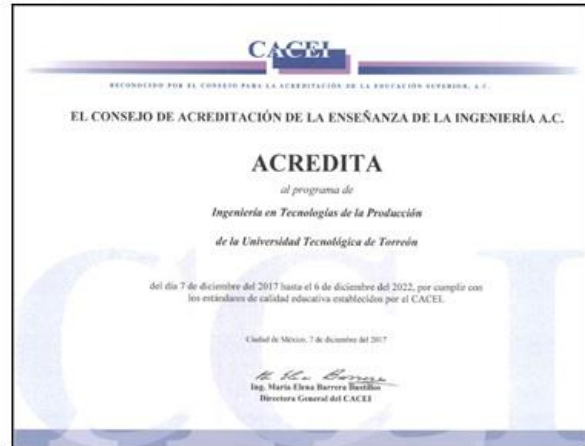 CACEI
RECONOCIDO POR EL CONSEJO PARA LA ACREDITACIÓN DE LA EDUCACIÓN SUPERIOR, A.C.
EL CONSEJO DE ACREDITACIÓN DE LA ENSEÑANZA DE LA INGENIERÍA A.C.
ACREDITA
al programa de
Ingeniería en Tecnologías de la Producción
de la Universidad Tecnológica de Torreón
del día 7 de diciembre del 2017 hasta el 6 de diciembre del 2022, por cumplir con
los estándares de calidad educativa establecidos por el CACEI.
Ciudad de México, 7 de diciembre del 2017
Ing. María Elena Barrera Bustillos
Directora General del CACEI